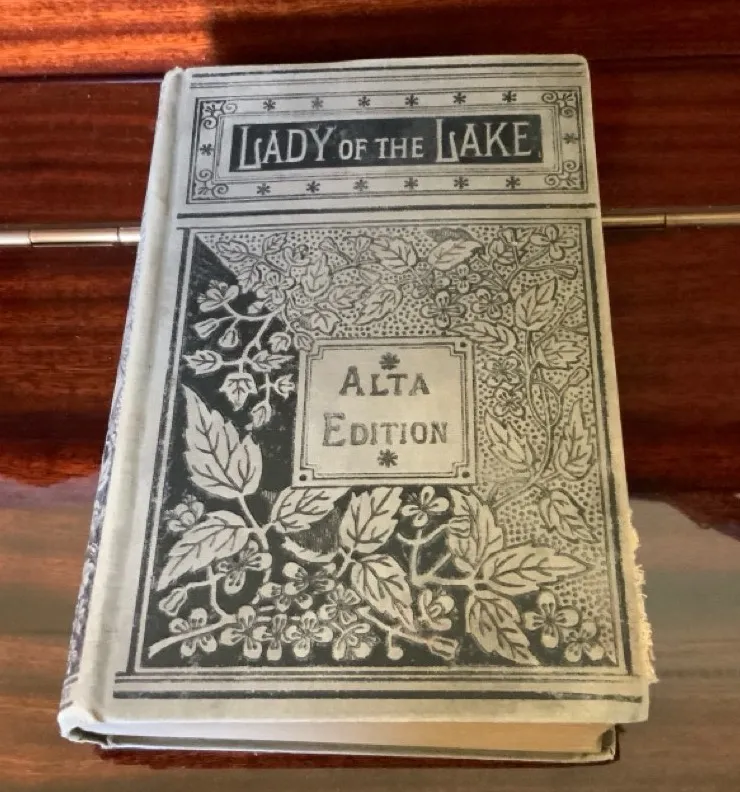 LADY OF THE LAKE
ALTA
EDITION